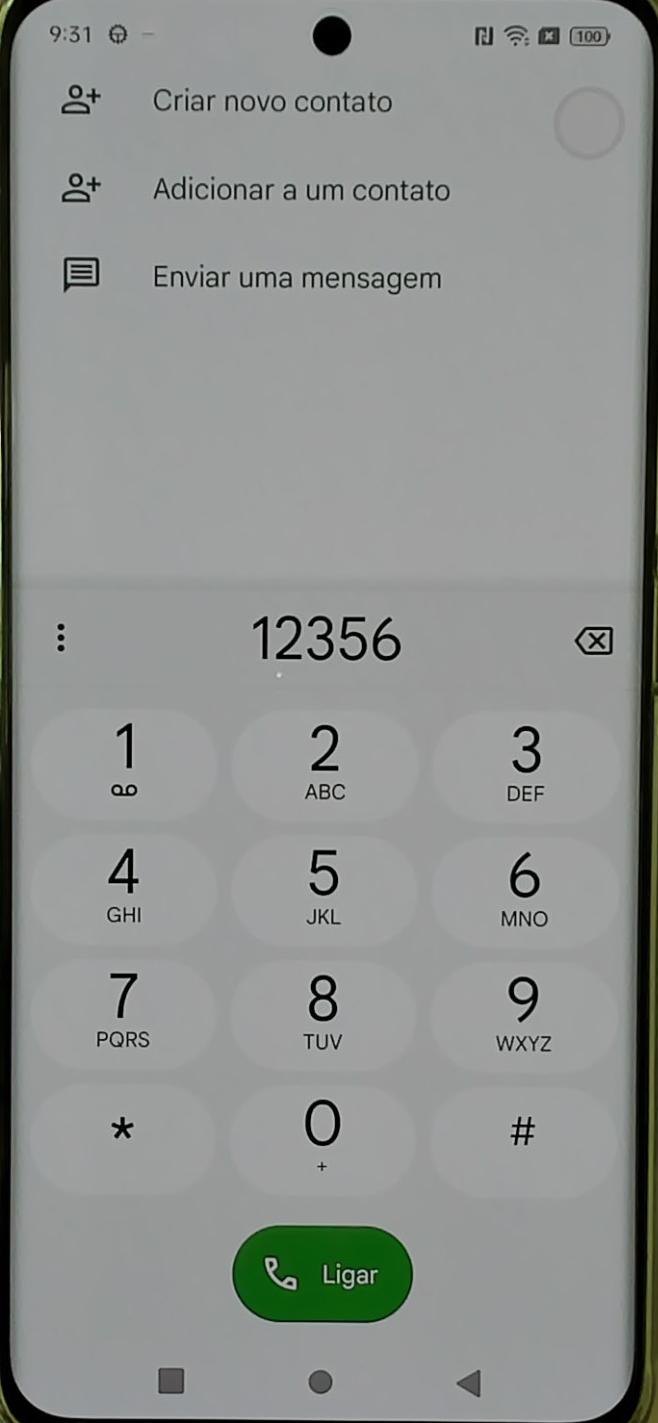 9:31 100
Criar novo contato
Adicionar a um contato
Enviar uma mensagem
12356
1 2 3
ABC DEF
4 5 6
GHI JKL MNO
7 8 9
PQRS TUV WXYZ
* 0 #
+
Ligar